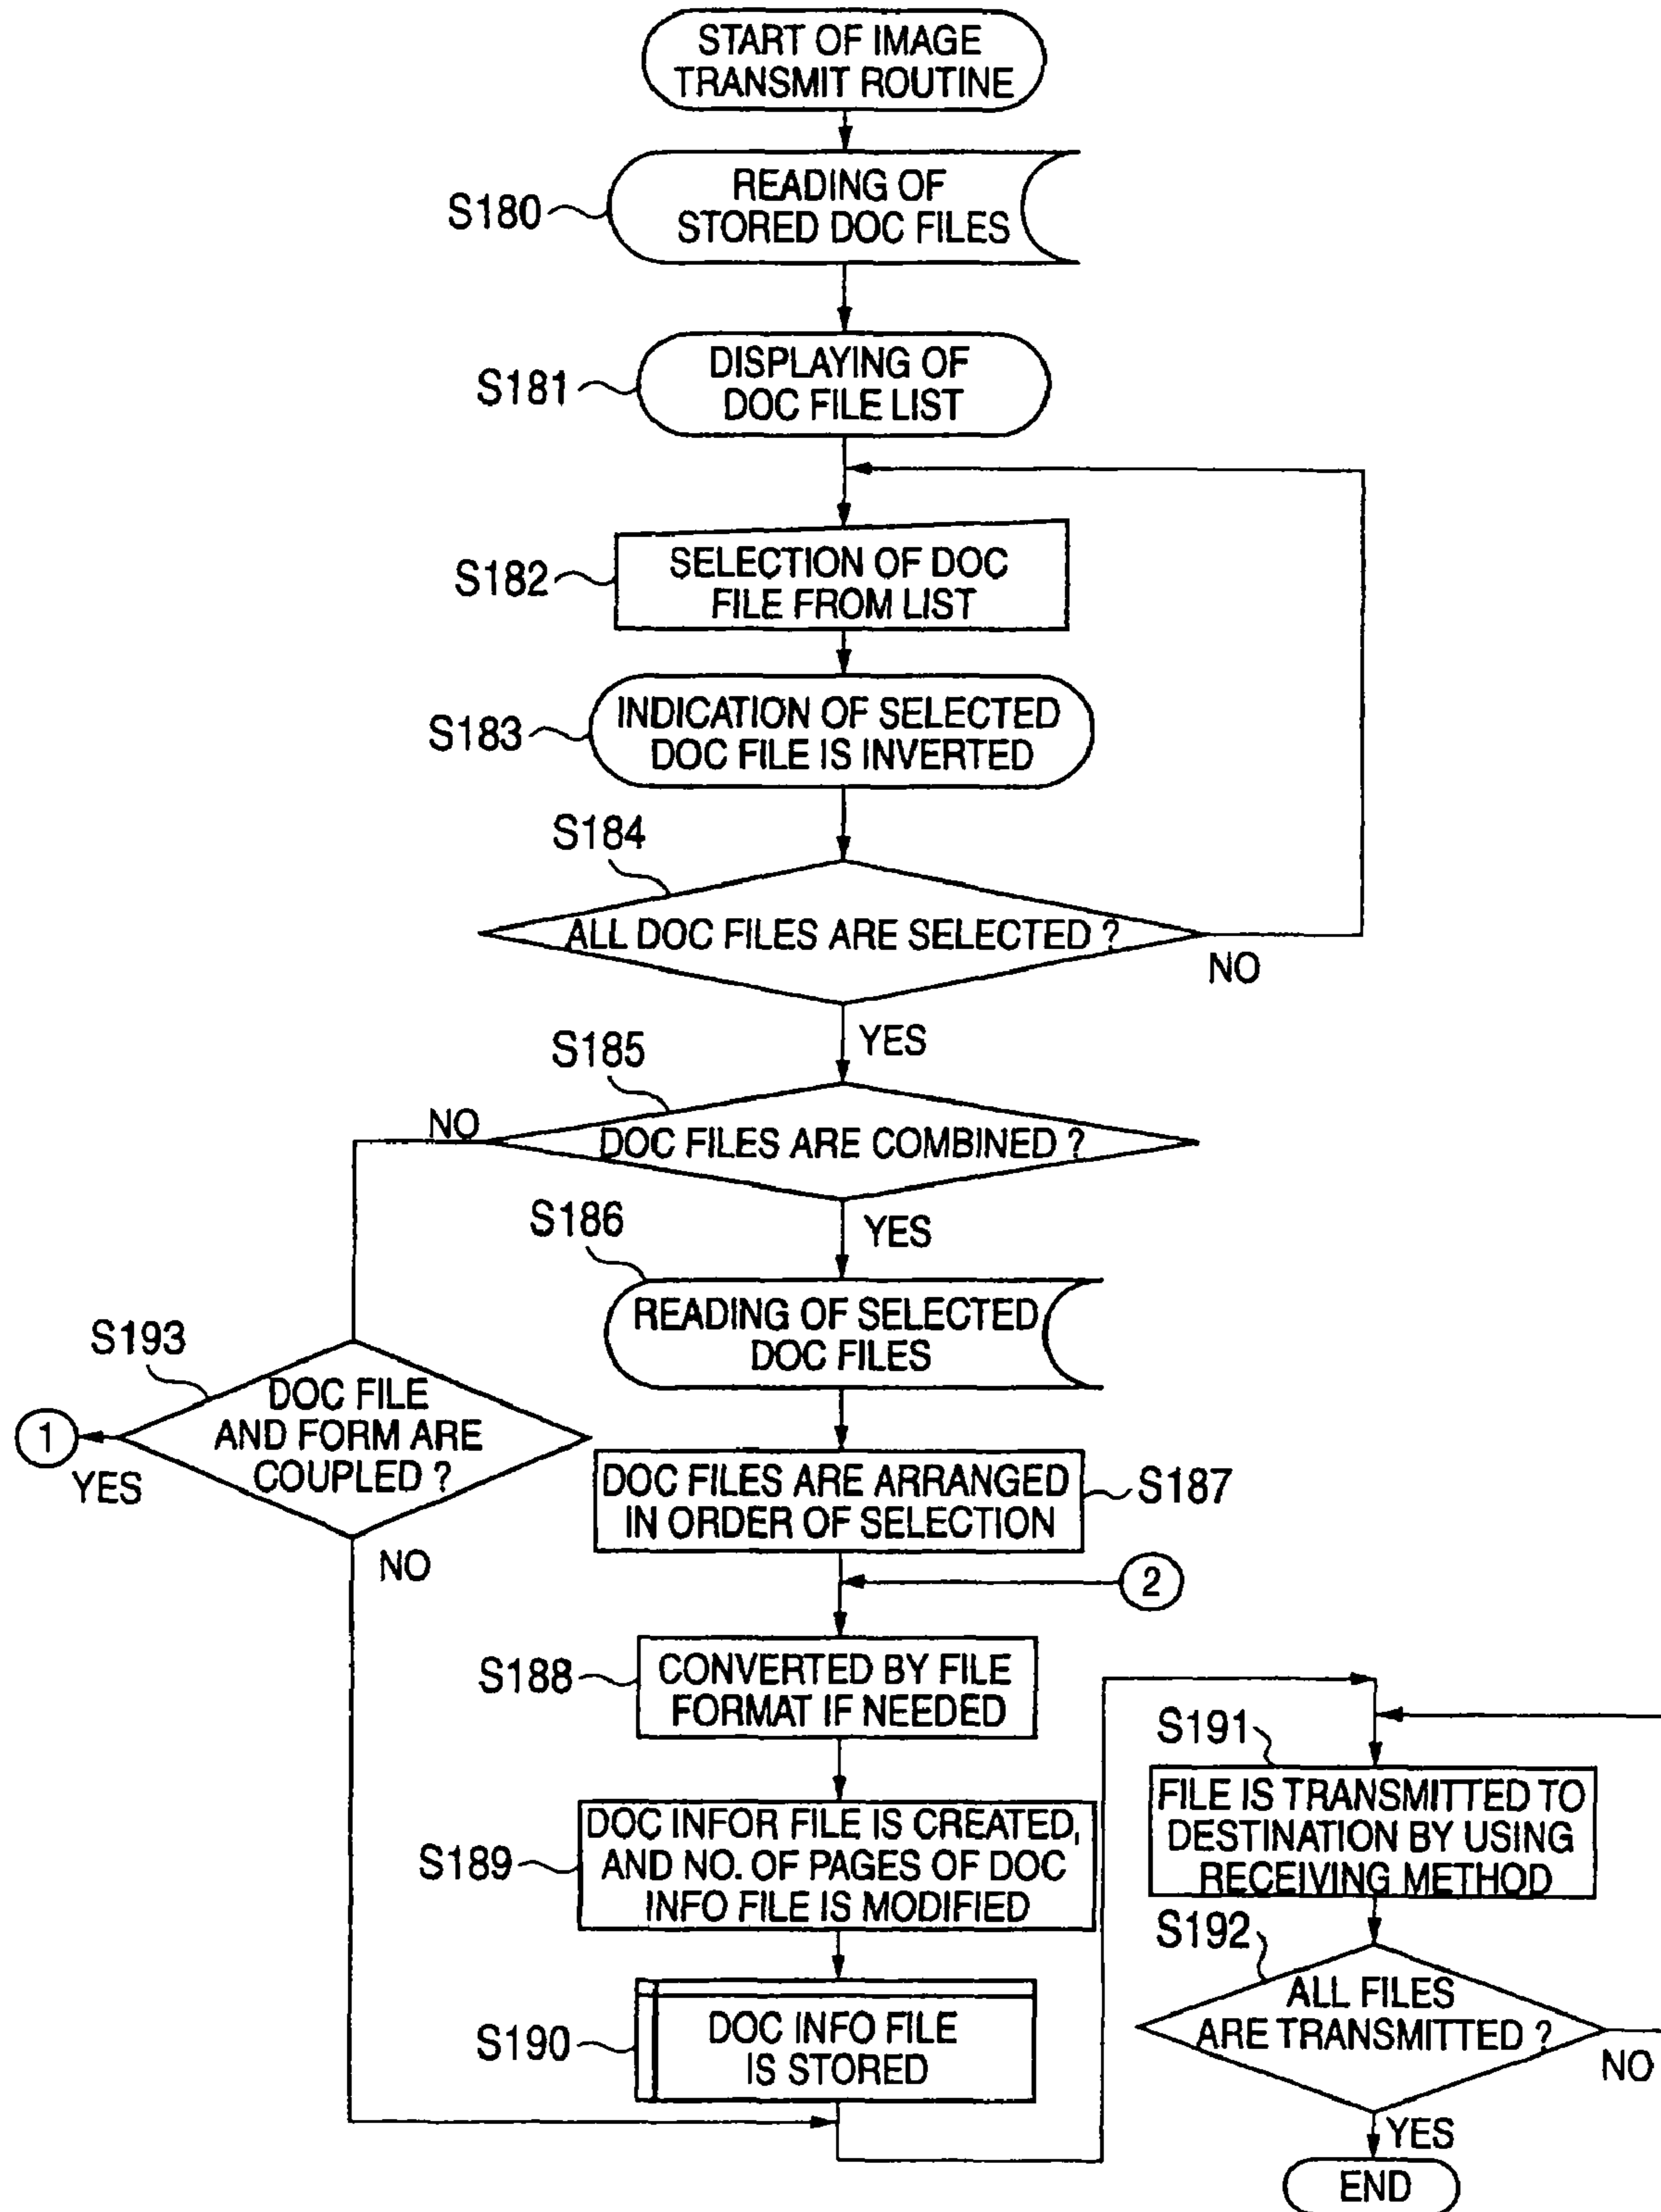 START OF IMAGE
TRANSMIT ROUTINE
S180
READING OF
STORED DOC FILES
S181
DISPLAYING OF
DOC FILE LIST
S182
SELECTION OF DOC
FILE FROM LIST
S183
INDICATION OF SELECTED
DOC FILE IS INVERTED
S184
ALL DOC FILES ARE SELECTED ?
NO
YES
S185
NO
DOC FILES ARE COMBINED ?
YES
S186
READING OF SELECTED
DOC FILES
S193
DOC FILE
AND FORM ARE
COUPLED ?
1
YES
NO
DOC FILES ARE ARRANGED
IN ORDER OF SELECTION
S187
2
S188
CONVERTED BY FILE
FORMAT IF NEEDED
S189
DOC INFOR FILE IS CREATED,
AND NO. OF PAGES OF DOC
INFO FILE IS MODIFIED
S190
DOC INFO FILE
IS STORED
S191
FILE IS TRANSMITTED TO
DESTINATION BY USING
RECEIVING METHOD
S192
ALL FILES
ARE TRANSMITTED ?
NO
YES
END